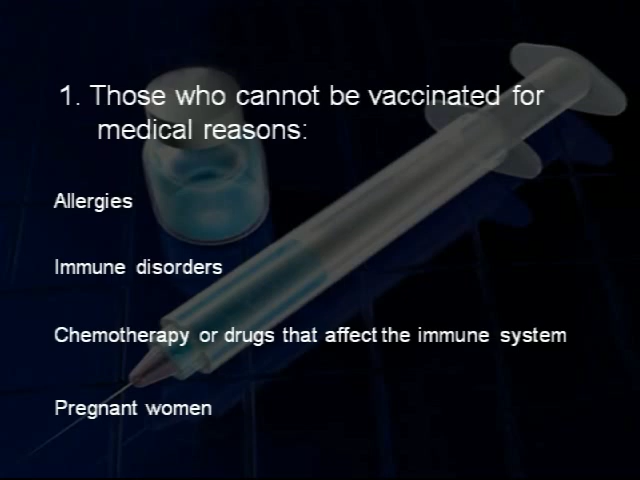 1. Those who cannot be vaccinated for
medical reasons:
Allergies
Immune disorders
Chemotherapy or drugs that affect the immune system
Pregnant women